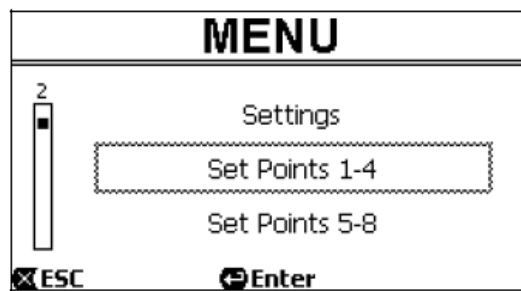 MENU
2
Settings
Set Points 1-4
Set Points 5-8
ESC
Enter